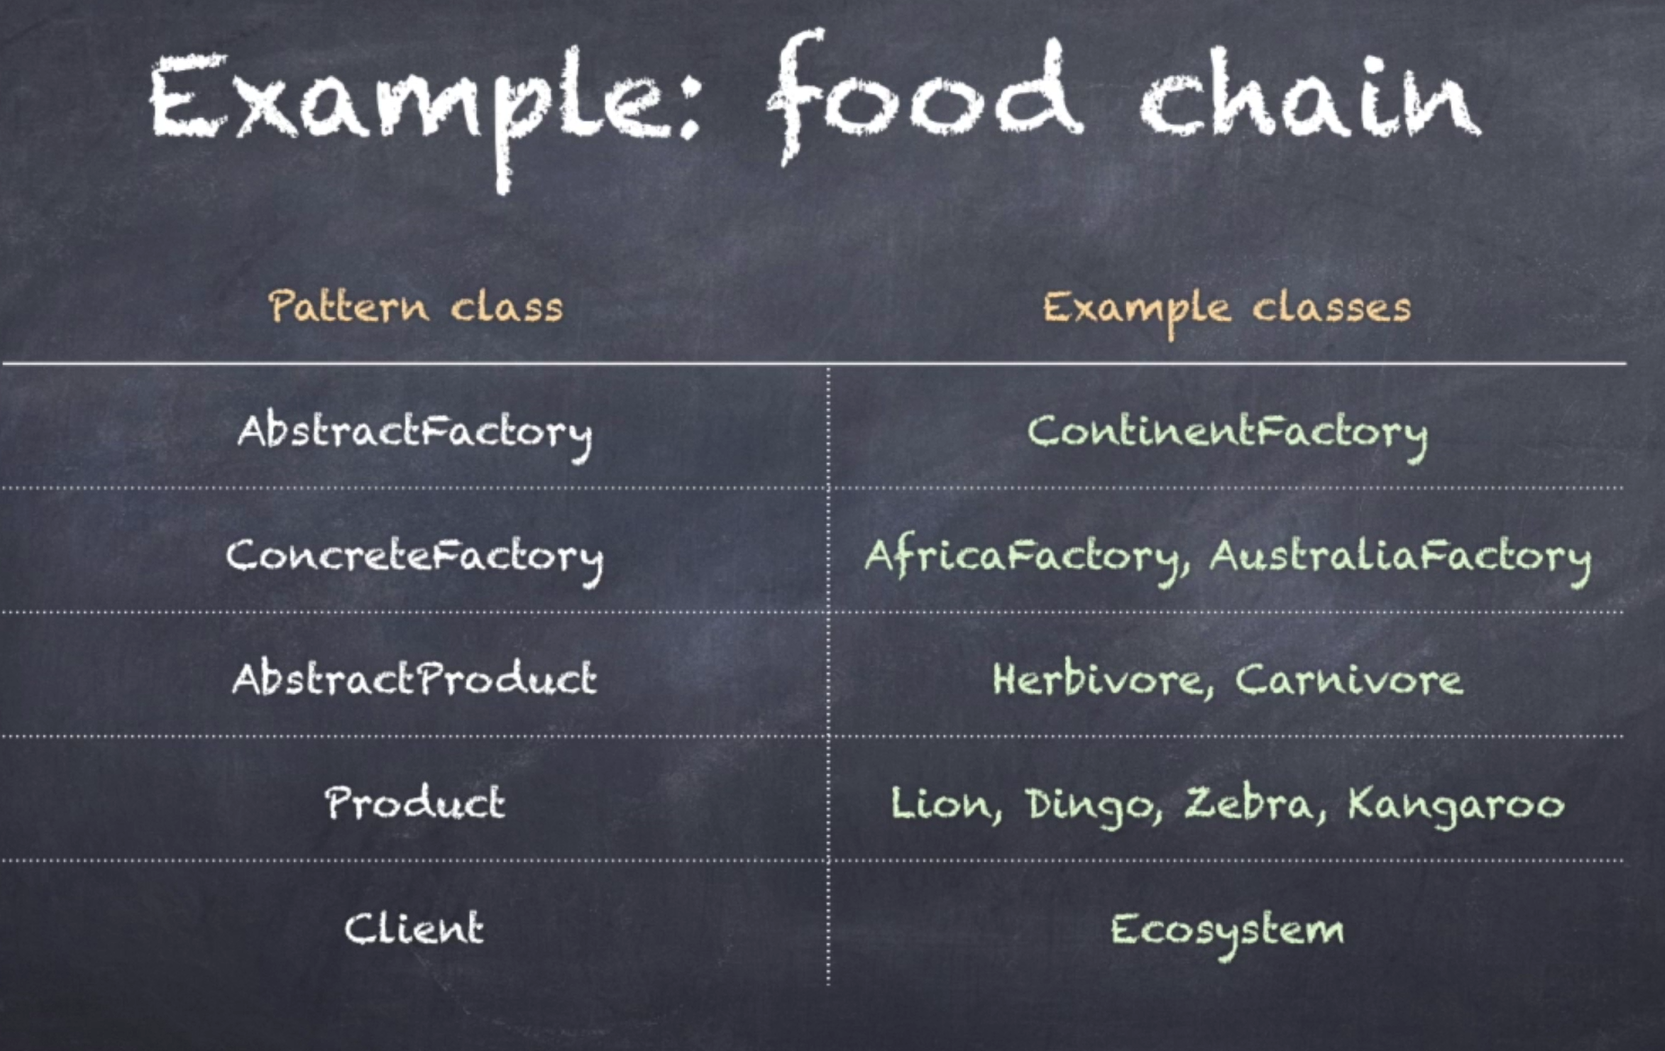 Example: food chain
Pattern class Example classes
AbstractFactory ContinentFactory
ConcreteFactory AfricaFactory, AustraliaFactory
AbstractProduct Herbivore, Carnivore
Product Lion, Dingo, Zebra, Kangaroo
Client Ecosystem